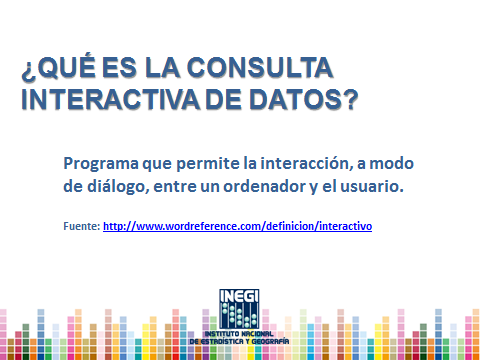 ¿QUÉ ES LA CONSULTA
INTERACTIVA DE DATOS?
Programa que permite la interacción, a modo
de diálogo, entre un ordenador y el usuario.
Fuente: http://www.wordreference.com/definicion/interactivo
INEGI
INSTITUTO NACIONAL
DE ESTADÍSTICA Y GEOGRAFÍA